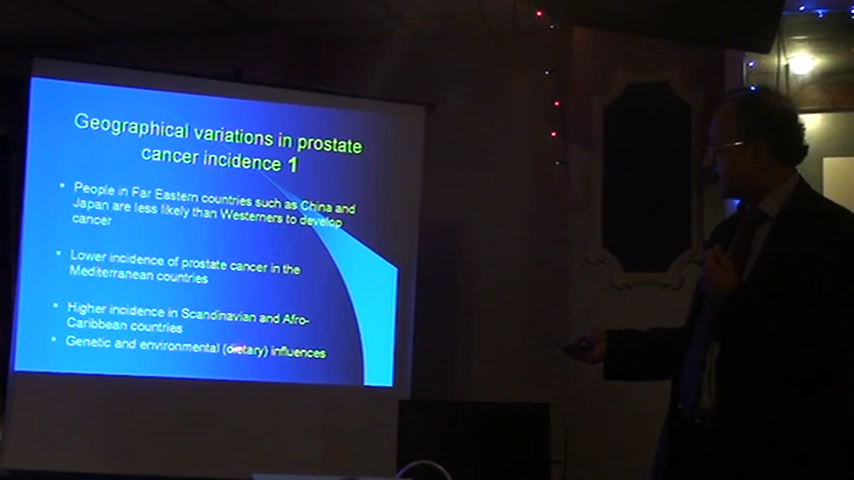 Geographical variations in prostate
cancer incidence 1
• People in Far Eastern countries such as China and
Japan are less likely than Westerners to develop
cancer
• Lower incidence of prostate cancer in the
Mediterranean countries
• Higher incidence in Scandinavian and Afro-
Caribbean countries
• Genetic and environmental (dietary) influences